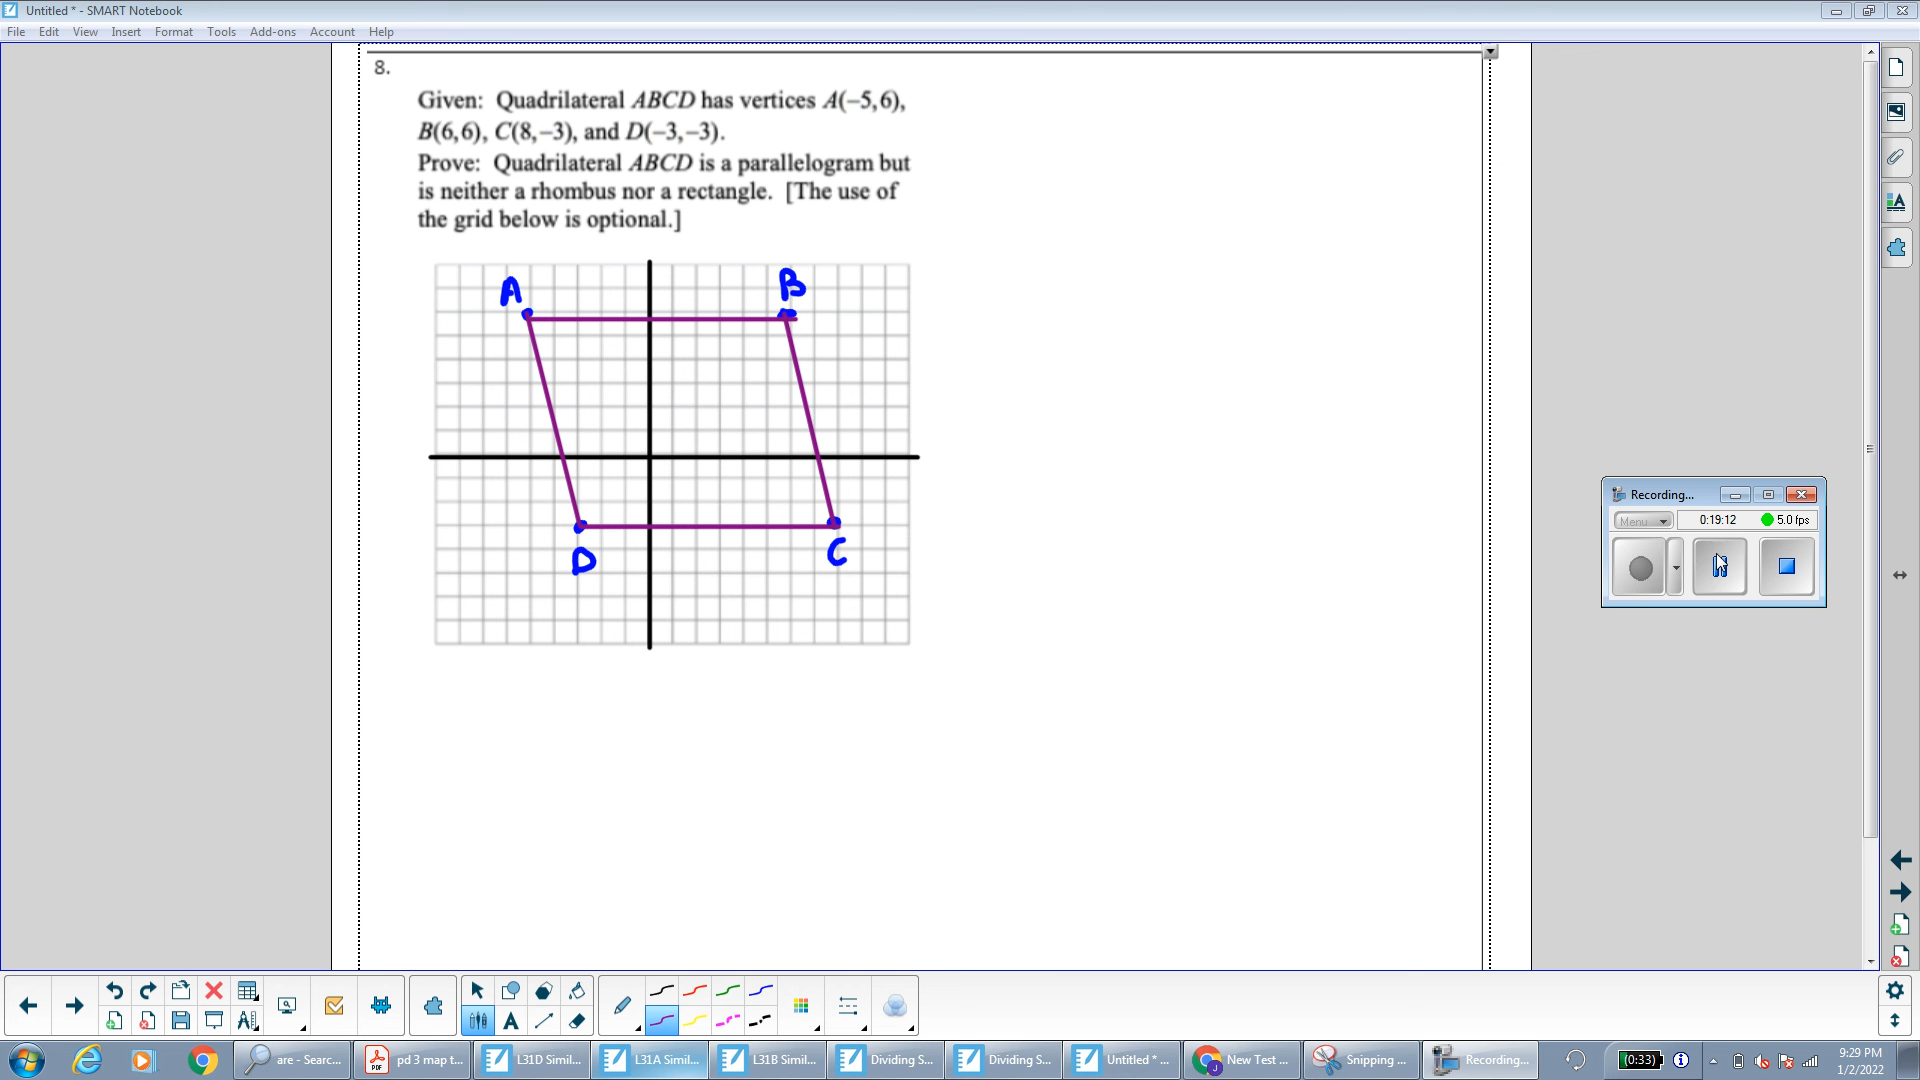 Untitled * - SMART Notebook
File Edit View Insert Format Tools Add-ons Account Help
8.
Given: Quadrilateral ABCD has vertices A(−5,6),
B(6,6), C(8,−3), and D(−3,−3).
Prove: Quadrilateral ABCD is a parallelogram but
is neither a rhombus nor a rectangle. [The use of
the grid below is optional.]
A B
D C
Recording...
Menu 0:19:12 5.0 fps
A
A
are - Searc... pd 3 map t... L31D Simil... L31A Simil... L31B Simil... Dividing S... Dividing S... Untitled * ... New Test ... Snipping ... Recording... (0:33) 9:29 PM
1/2/2022